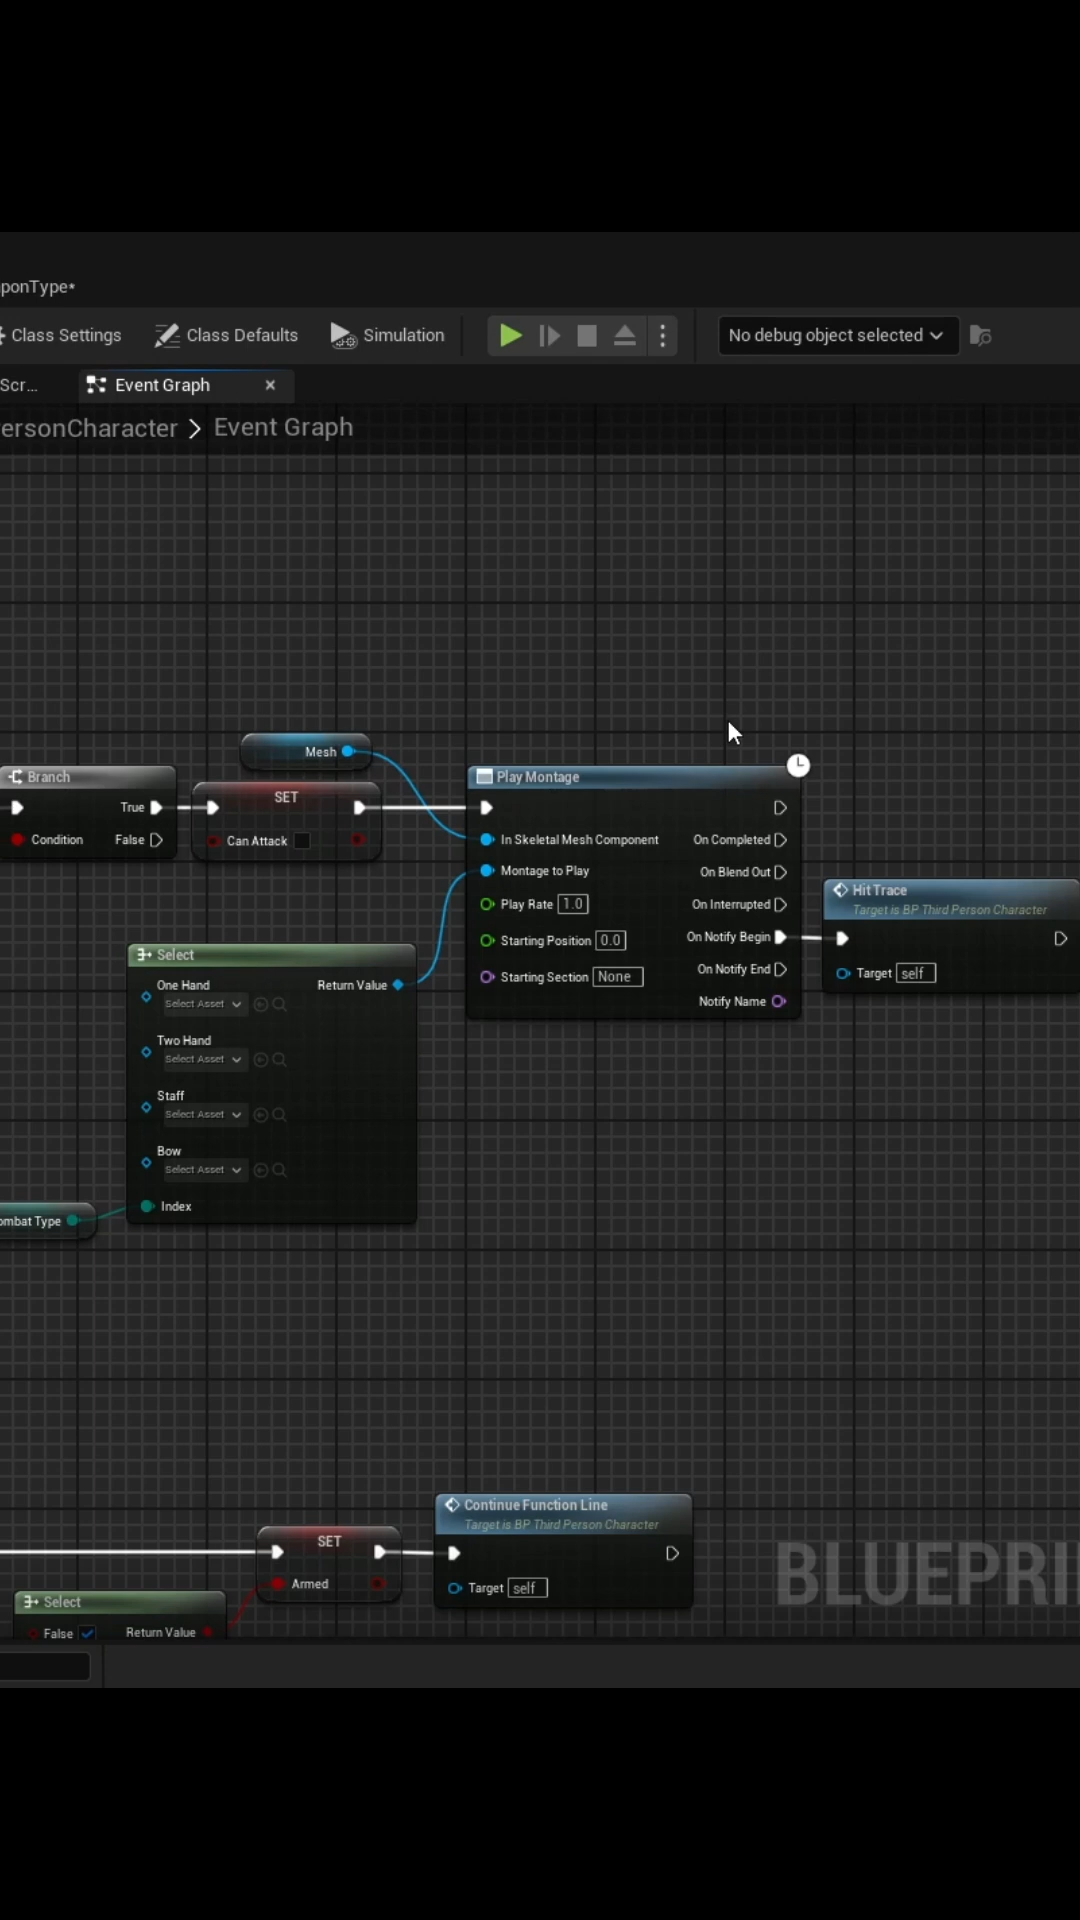 ponType*
Class Settings
Class Defaults
Simulation
No debug object selected
Scr...
Event Graph
ersonCharacter > Event Graph
Mesh
Branch
True
Condition
False
SET
Can Attack
Play Montage
In Skeletal Mesh Component
On Completed
Montage to Play
On Blend Out
Play Rate 1.0
On Interrupted
Starting Position 0.0
On Notify Begin
Starting Section None
On Notify End
Notify Name
Hit Trace
Target is BP Third Person Character
Target self
Select
One Hand
Return Value
Select Asset
Two Hand
Select Asset
Staff
Select Asset
Bow
Select Asset
Index
ombat Type
SET
Armed
Continue Function Line
Target is BP Third Person Character
Target self
Select
False
Return Value
BLUEPRI